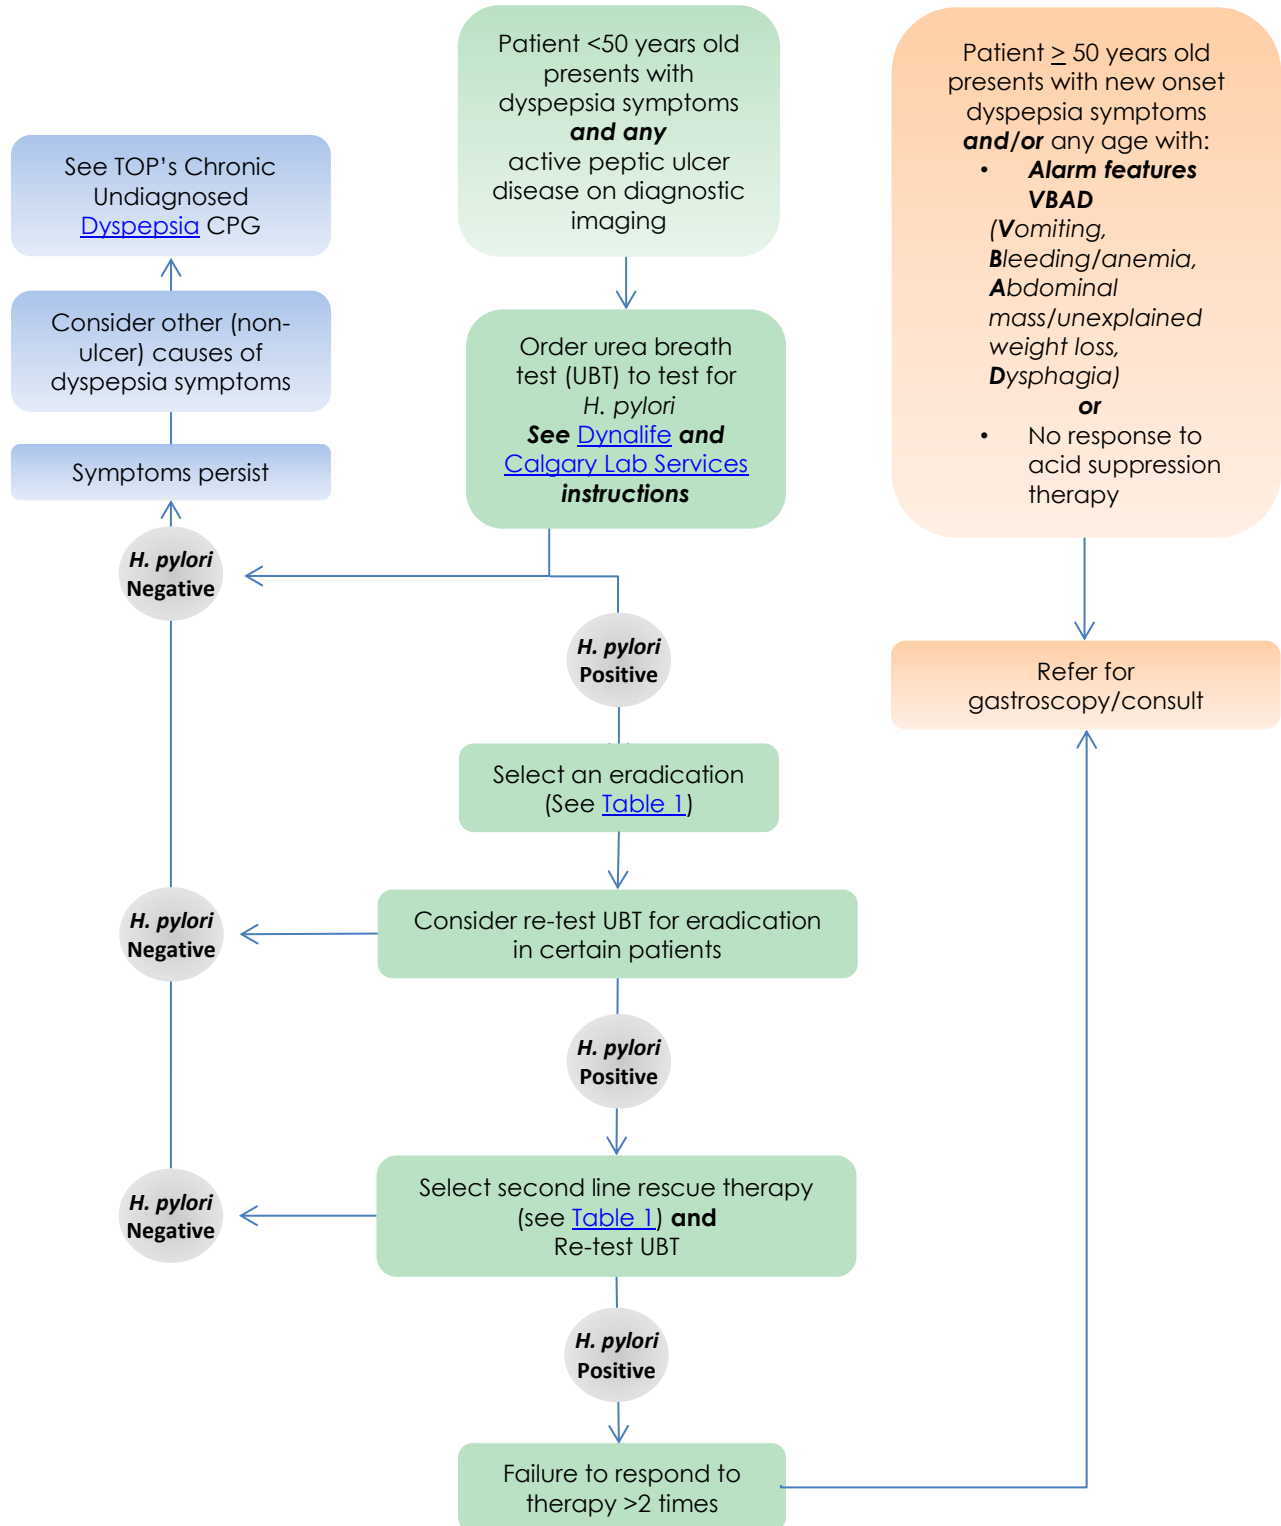 Patient <50 years old
presents with
dyspepsia symptoms
and any
active peptic ulcer
disease on diagnostic
imaging
Patient ≥ 50 years old
presents with new onset
dyspepsia symptoms
and/or any age with:
• Alarm features
VBAD
(Vomiting,
Bleeding/anemia,
Abdominal
mass/unexplained
weight loss,
Dysphagia)
or
• No response to
acid suppression
therapy
See TOP's Chronic
Undiagnosed
Dyspepsia CPG
Consider other (non-
ulcer) causes of
dyspepsia symptoms
Symptoms persist
Order urea breath
test (UBT) to test for
H. pylori
See Dynalife and
Calgary Lab Services
instructions
H. pylori
Negative
H. pylori
Positive
Refer for
gastroscopy/consult
Select an eradication
(See Table 1)
Consider re-test UBT for eradication
in certain patients
H. pylori
Negative
H. pylori
Positive
Select second line rescue therapy
(see Table 1) and
Re-test UBT
H. pylori
Negative
H. pylori
Positive
Failure to respond to
therapy >2 times